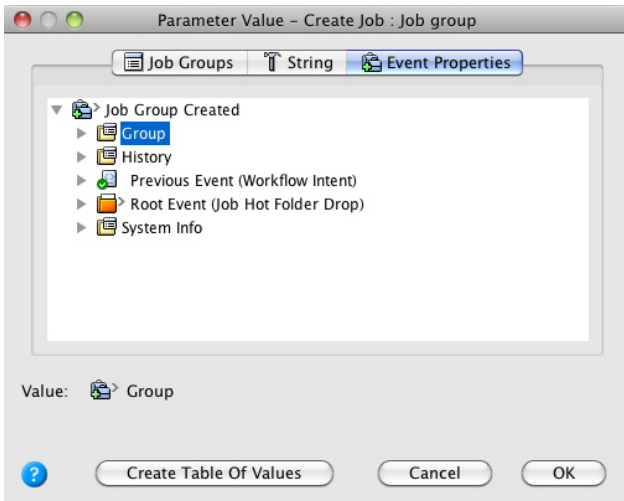 Parameter Value – Create Job : Job group
Job Groups String Event Properties
Job Group Created
Group
History
Previous Event (Workflow Intent)
Root Event (Job Hot Folder Drop)
System Info
Value: Group
? Create Table Of Values Cancel OK